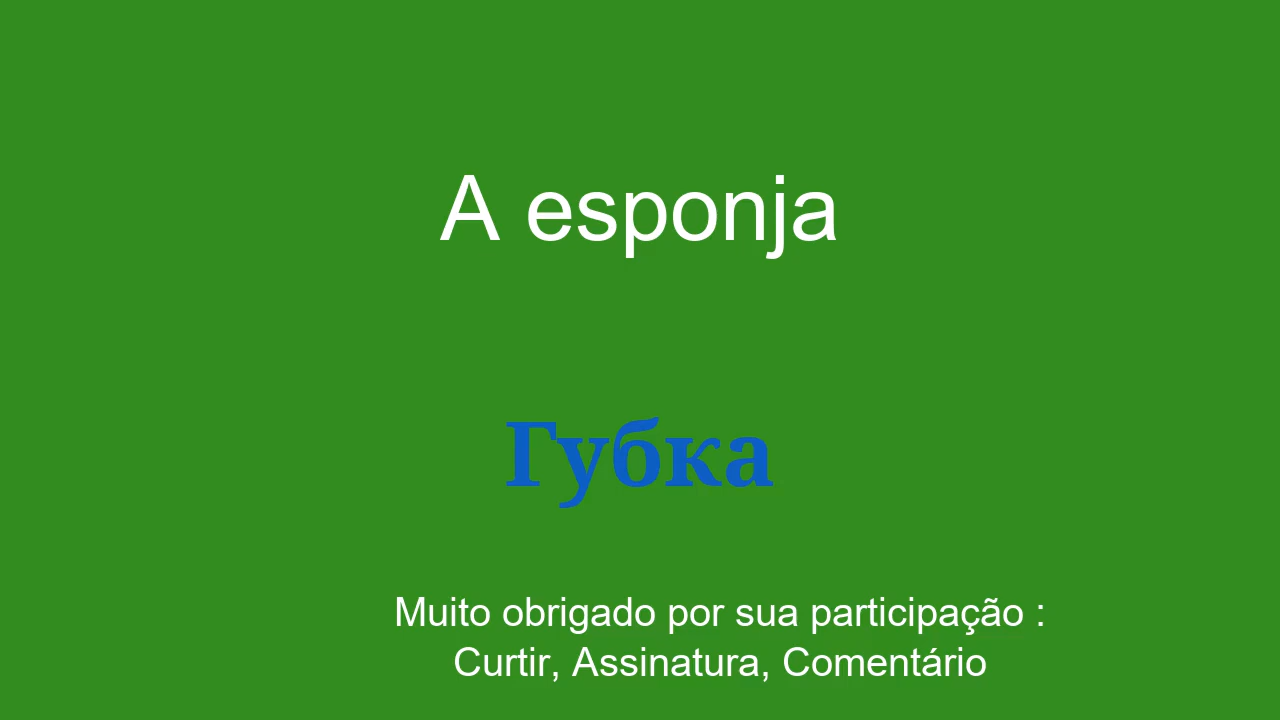 A esponja
Губка
Muito obrigado por sua participação :
Curtir, Assinatura, Comentário